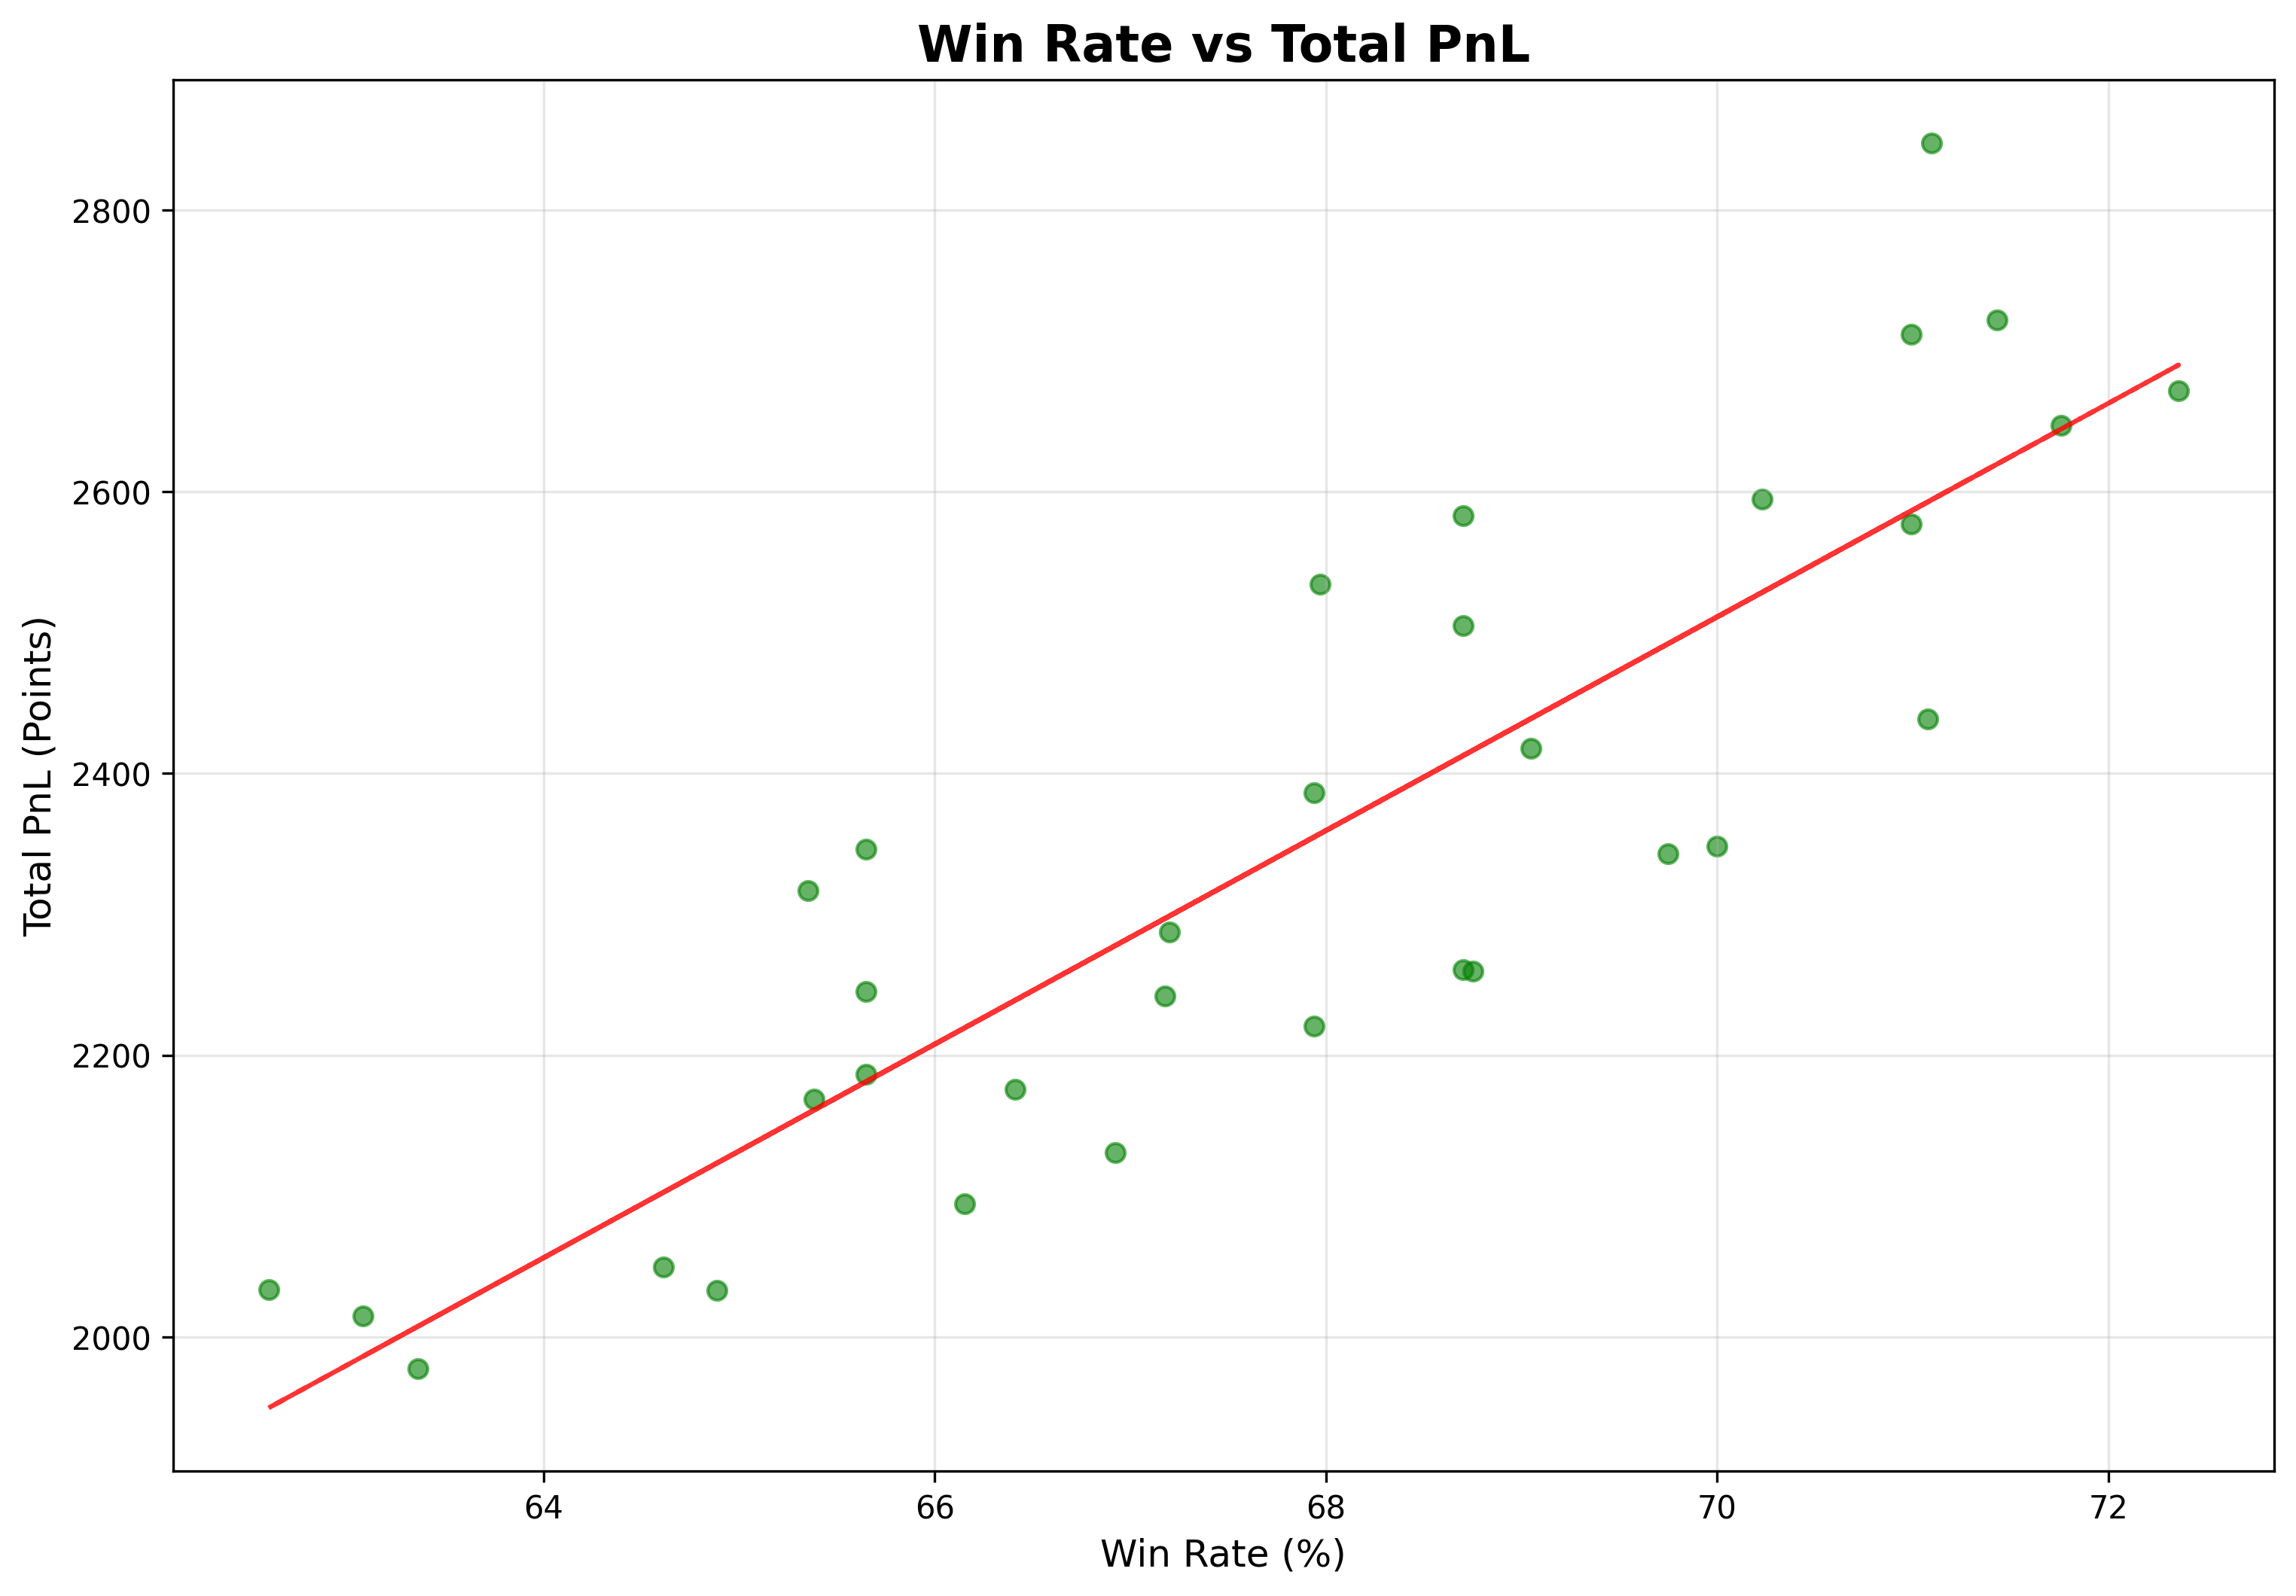 Win Rate vs Total PnL
Total PnL (Points)
2800
2600
2400
2200
2000
64 66 68 70 72
Win Rate (%)